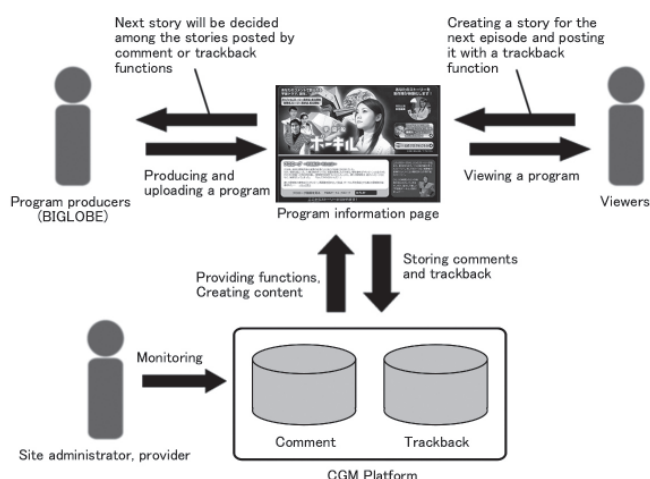 Next story will be decided
among the stories posted by
comment or trackback
functions
Creating a story for the
next episode and posting
it with a trackback
function
Producing and
uploading a program
Viewing a program
Program producers
(BIGLOBE)
Program information page
Viewers
Providing functions,
Creating content
Storing comments
and trackback
Monitoring
Comment
Trackback
Site administrator, provider
CGM Platform